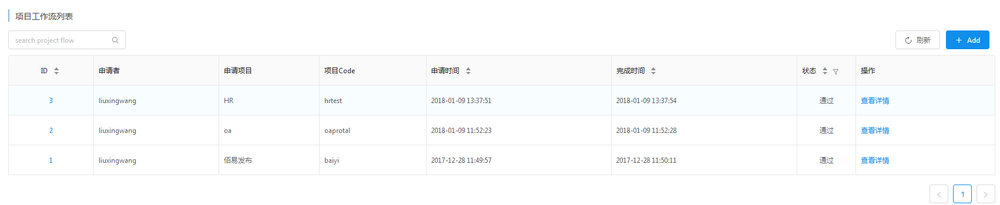 项目工作流列表
search project flow 刷新 Add
ID 申请者 申请项目 项目Code 申请时间 完成时间 状态 操作
3 liuxingwang HR hrtest 2018-01-09 13:37:51 2018-01-09 13:37:54 通过 查看详情
2 liuxingwang oa oaprotal 2018-01-09 11:52:23 2018-01-09 11:52:28 通过 查看详情
1 liuxingwang 佰易发布 baiyi 2017-12-28 11:49:57 2017-12-28 11:50:11 通过 查看详情
< 1 >